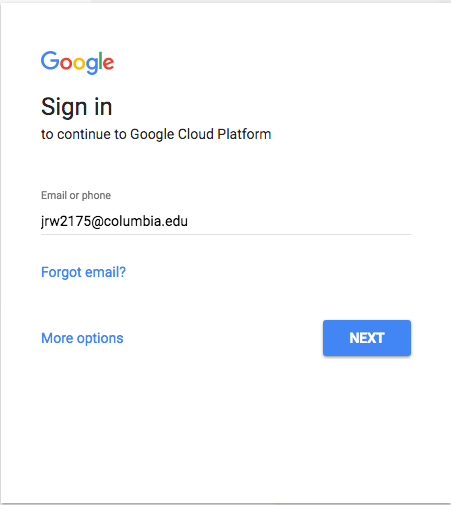 Google
Sign in
to continue to Google Cloud Platform
Email or phone
jrw2175@columbia.edu
Forgot email?
More options
NEXT